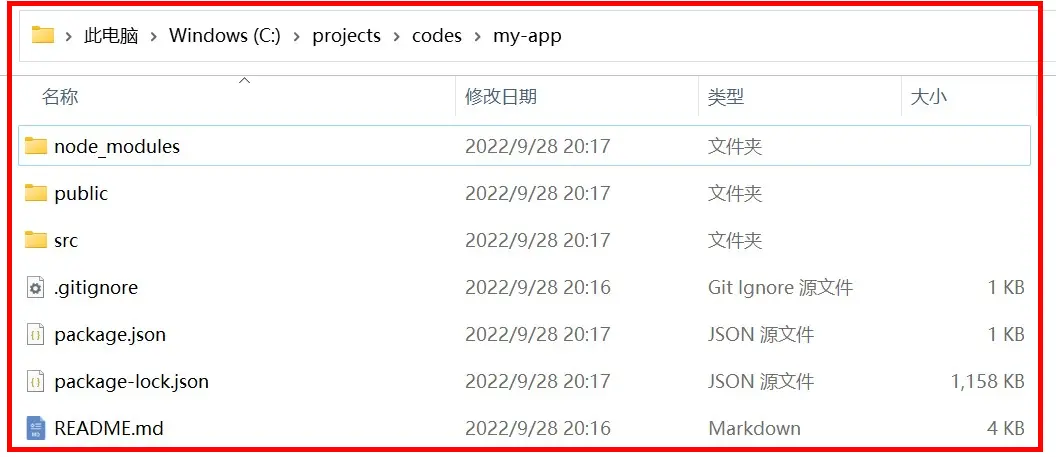 此电脑 > Windows (C:) > projects > codes > my-app
名称 修改日期 类型 大小
node_modules 2022/9/28 20:17 文件夹
public 2022/9/28 20:17 文件夹
src 2022/9/28 20:17 文件夹
.gitignore 2022/9/28 20:16 Git Ignore 源文件 1 KB
package.json 2022/9/28 20:17 JSON 源文件 1 KB
package-lock.json 2022/9/28 20:17 JSON 源文件 1,158 KB
README.md 2022/9/28 20:16 Markdown 4 KB